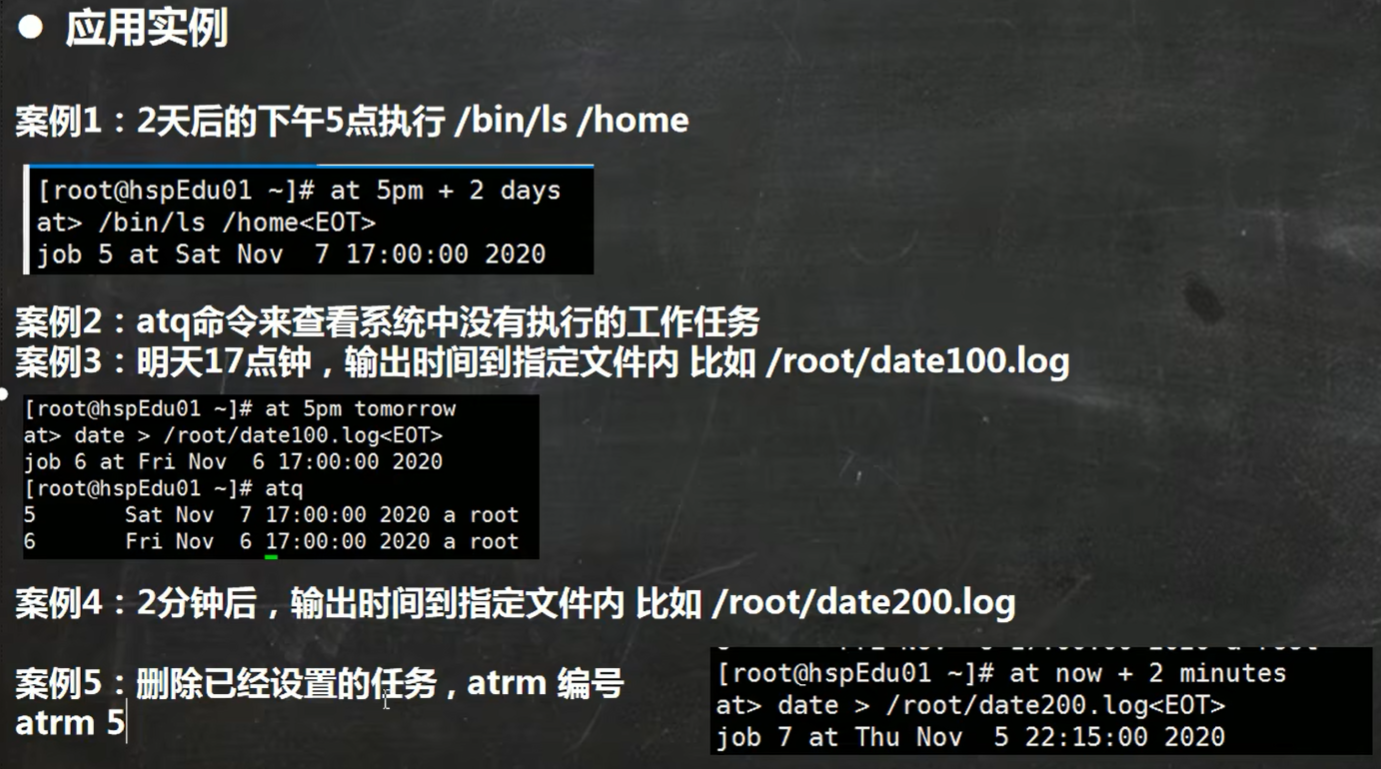 ● 应用实例
案例1：2天后的下午5点执行 /bin/ls /home
[root@hspEdu01 ~]# at 5pm + 2 days
at> /bin/ls /home<EOT>
job 5 at Sat Nov  7 17:00:00 2020
案例2：atq命令来查看系统中没有执行的工作任务
案例3：明天17点钟，输出时间到指定文件内 比如 /root/date100.log
[root@hspEdu01 ~]# at 5pm tomorrow
at> date > /root/date100.log<EOT>
job 6 at Fri Nov  6 17:00:00 2020
[root@hspEdu01 ~]# atq
5       Sat Nov  7 17:00:00 2020 a root
6       Fri Nov  6 17:00:00 2020 a root
案例4：2分钟后，输出时间到指定文件内 比如 /root/date200.log
案例5：删除已经设置的任务，atrm 编号
atrm 5
[root@hspEdu01 ~]# at now + 2 minutes
at> date > /root/date200.log<EOT>
job 7 at Thu Nov  5 22:15:00 2020